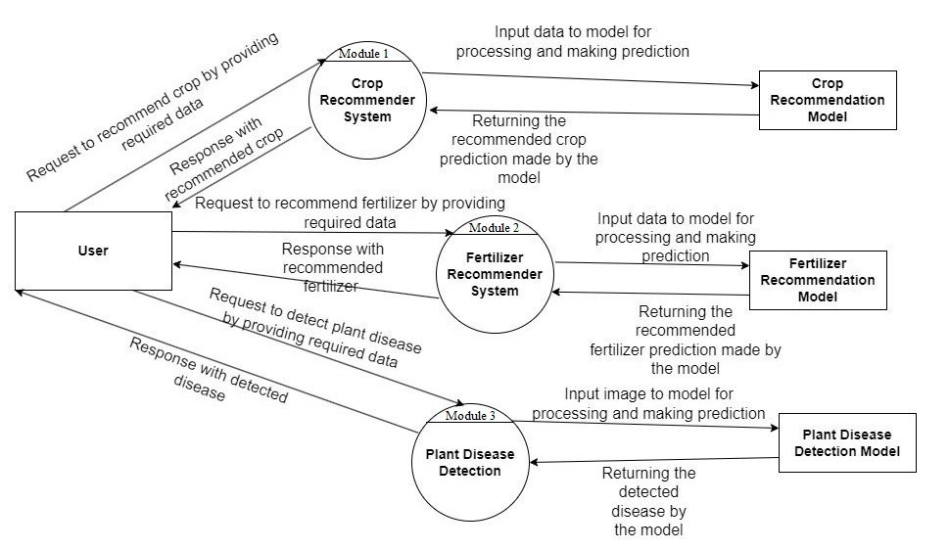 Input data to model for
processing and making prediction
Request to recommend crop by providing
required data
Module 1
Crop
Recommender
System
Crop
Recommendation
Model
Response with
recommended crop
Returning the
recommended crop
prediction made by the
model
Request to recommend fertilizer by providing
required data
User
Module 2
Fertilizer
Recommender
System
Input data to model for
processing and making
prediction
Response with
recommended
fertilizer
Fertilizer
Recommendation
Model
Returning the
recommended
fertilizer prediction made by
the model
Request to detect plant disease
by providing required data
Response with detected
disease
Module 3
Plant Disease
Detection
Input image to model for
processing and making prediction
Plant Disease
Detection Model
Returning the
detected
disease by
the model